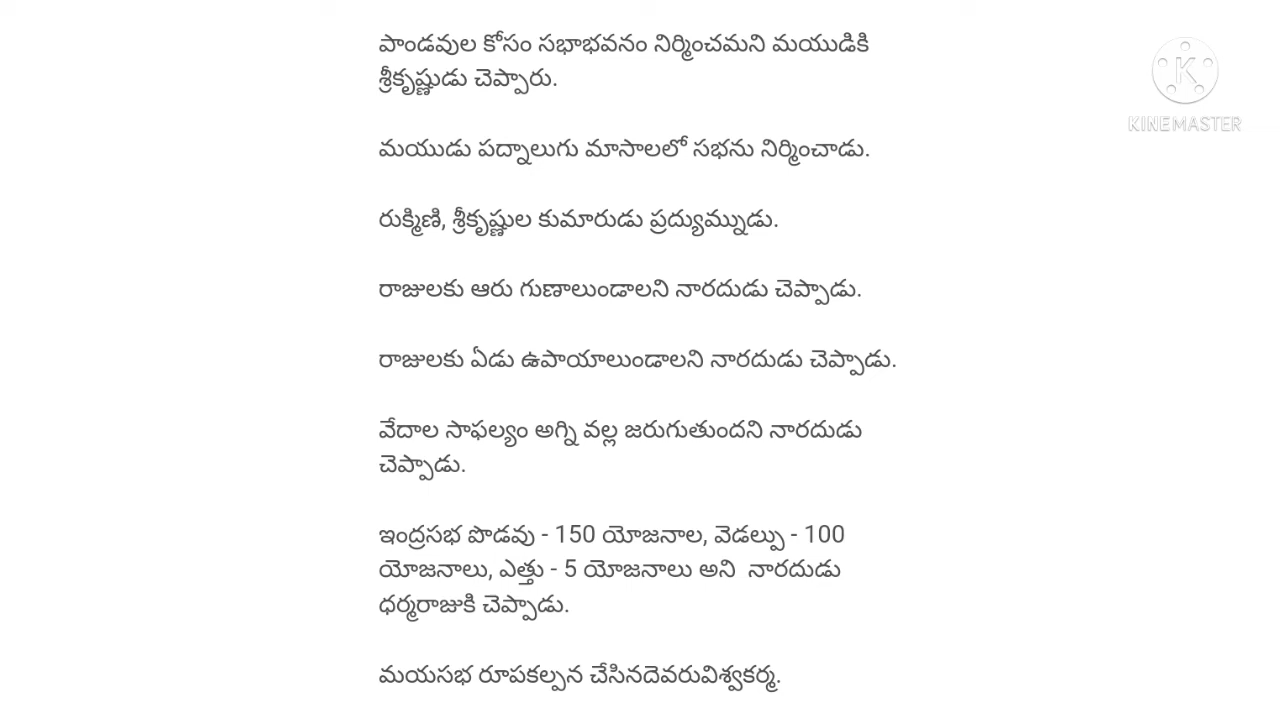 పాండవుల కోసం సభాభవనం నిర్మించమని మయుడికి
శ్రీకృష్ణుడు చెప్పారు.
మయుడు పద్నాలుగు మాసాలలో సభను నిర్మించాడు.
రుక్మిణి, శ్రీకృష్ణుల కుమారుడు ప్రద్యుమ్నుడు.
రాజులకు ఆరు గుణాలుండాలని నారదుడు చెప్పాడు.
రాజులకు ఏడు ఉపాయాలుండాలని నారదుడు చెప్పాడు.
వేదాల సాఫల్యం అగ్ని వల్ల జరుగుతుందని నారదుడు
చెప్పాడు.
ఇంద్రసభ పొడవు - 150 యోజనాల, వెడల్పు - 100
యోజనాలు, ఎత్తు - 5 యోజనాలు అని నారదుడు
ధర్మరాజుకి చెప్పాడు.
మయసభ రూపకల్పన చేసినదెవరువిశ్వకర్మ.
K
KINEMASTER